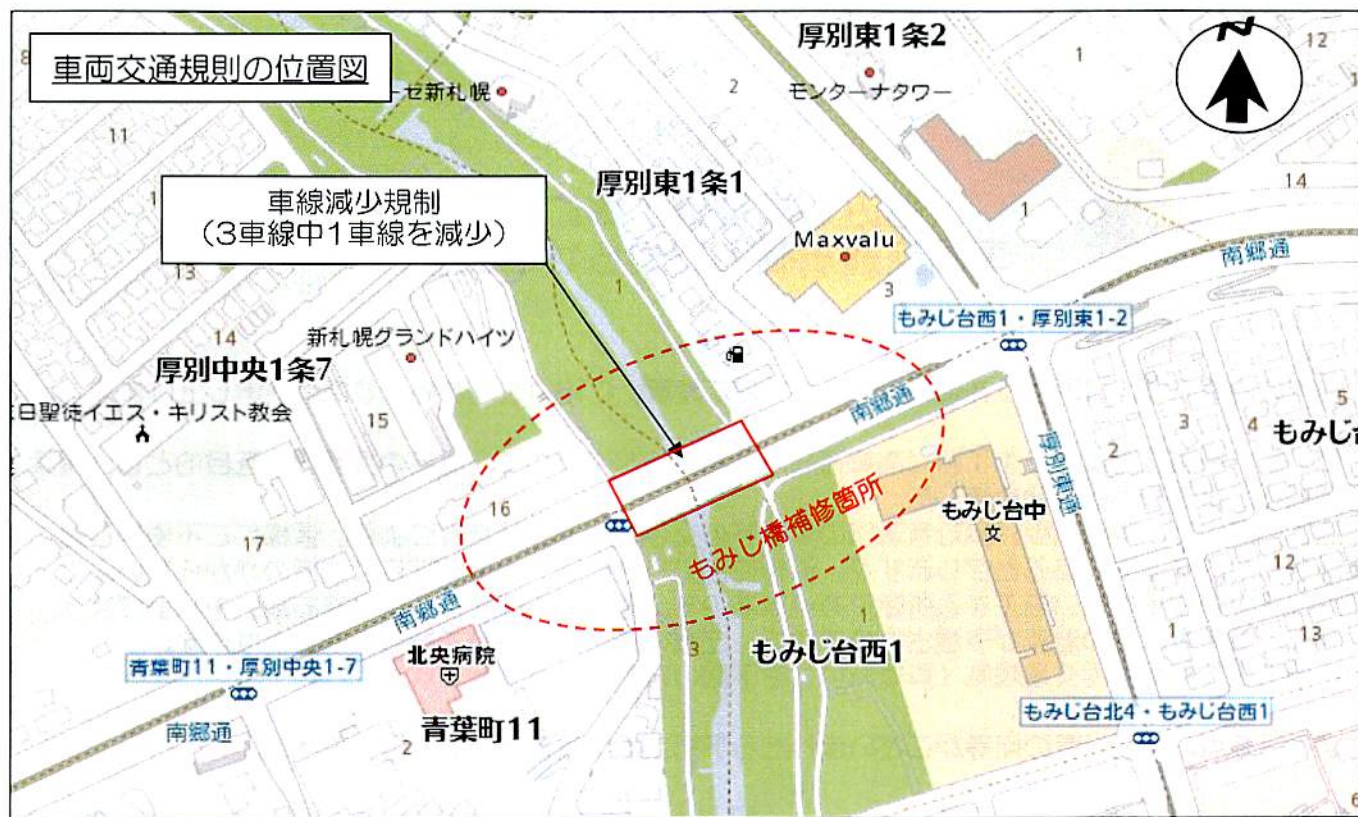 車両交通規則の位置図
厚別東1条2
N
12
1
1
8
ーゼ新札幌
2
モンターナタワー
11
14
厚別東1条1
車線減少規制
(3車線中1車線を減少)
1
1
Maxvalu
南郷通
13
1
3
もみじ台西1・厚別東1-2
14
新札幌グランドハイツ
厚別中央1条7
5
日聖徒イエス・キリスト教会
15
南郷通
3
4
もみじ台
2
厚別東通
16
もみじ橋補修箇所
もみじ台中
文
17
12
南郷通
1
1
13
北央病院
3
もみじ台西1
青葉町11・厚別中央1-7
もみじ台北4・もみじ台西1
南郷通
2
青葉町11
6